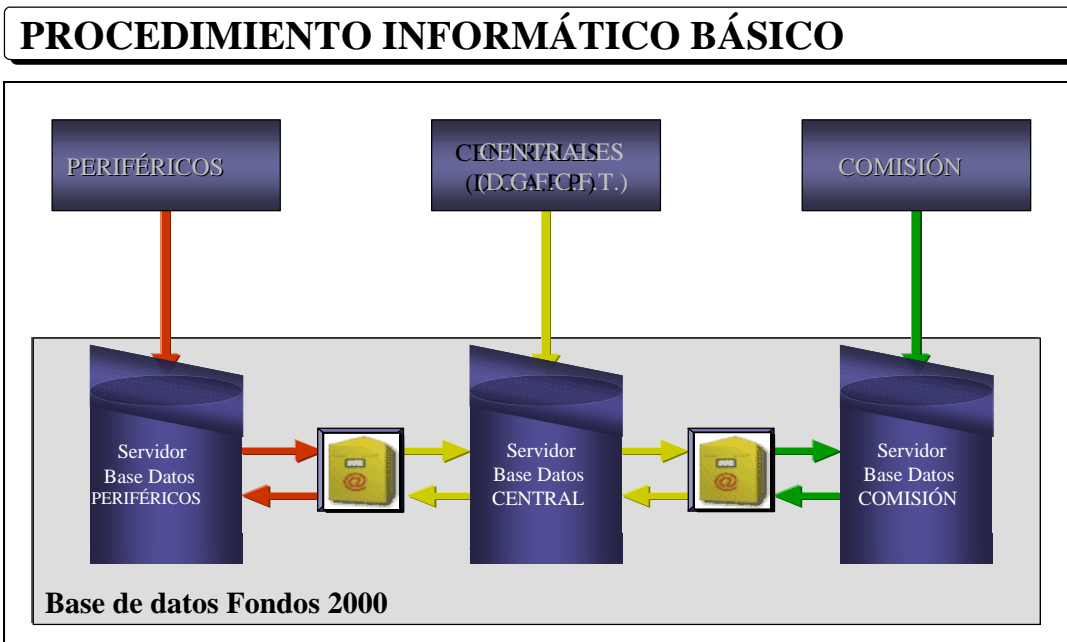 PROCEDIMIENTO INFORMÁTICO BÁSICO
PERIFÉRICOS
CENTRALES
(D.G.F.C.F.T.)
COMISIÓN
Servidor
Base Datos
PERIFÉRICOS
Servidor
Base Datos
CENTRAL
Servidor
Base Datos
COMISIÓN
@
@
Base de datos Fondos 2000